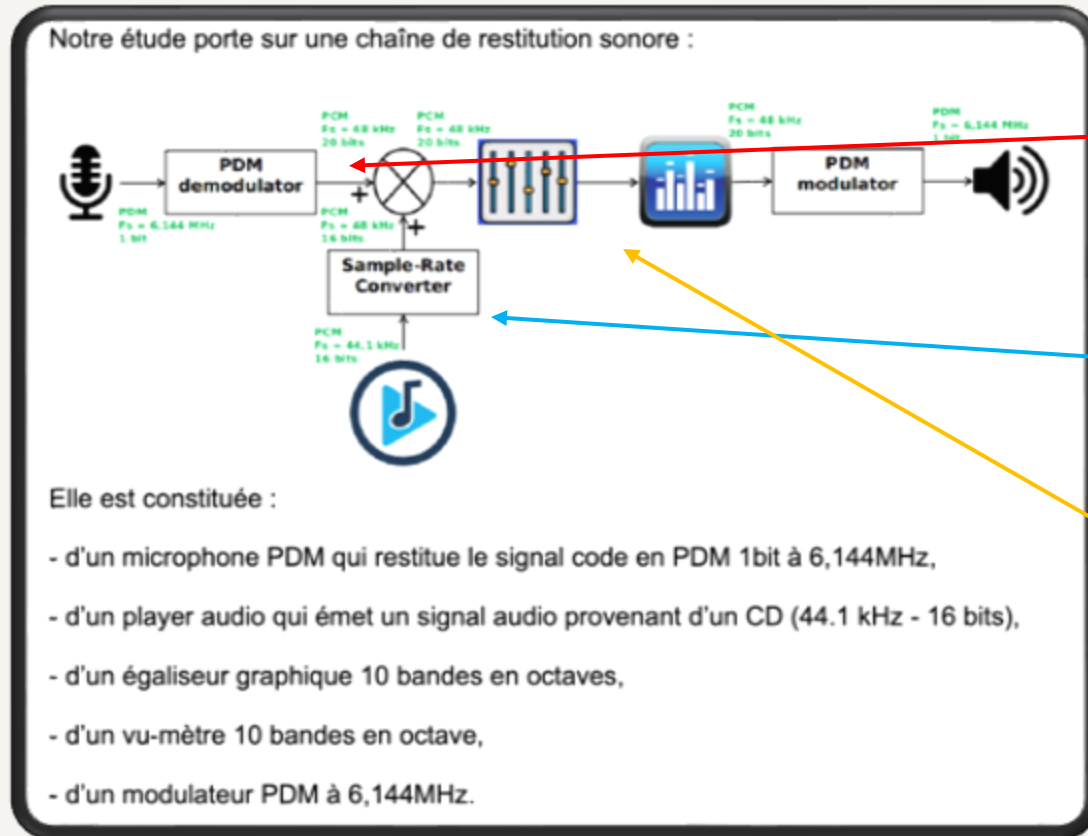 Notre étude porte sur une chaîne de restitution sonore :
PCM
Fs = 48 kHz
20 bits
PCM
Fs = 48 kHz
20 bits
PCM
Fs = 48 kHz
20 bits
PDM
Fs = 6,144 MHz
1 bit
PDM
demodulator
PDM
modulator
+
PDM
Fs = 6,144 MHz
1 bit
PCM
Fs = 48 kHz
16 bits
+
Sample-Rate
Converter
PCM
Fs = 44,1 kHz
16 bits
Elle est constituée :
- d'un microphone PDM qui restitue le signal code en PDM 1bit à 6,144MHz,
- d'un player audio qui émet un signal audio provenant d'un CD (44.1 kHz - 16 bits),
- d'un égaliseur graphique 10 bandes en octaves,
- d'un vu-mètre 10 bandes en octave,
- d'un modulateur PDM à 6,144MHz.